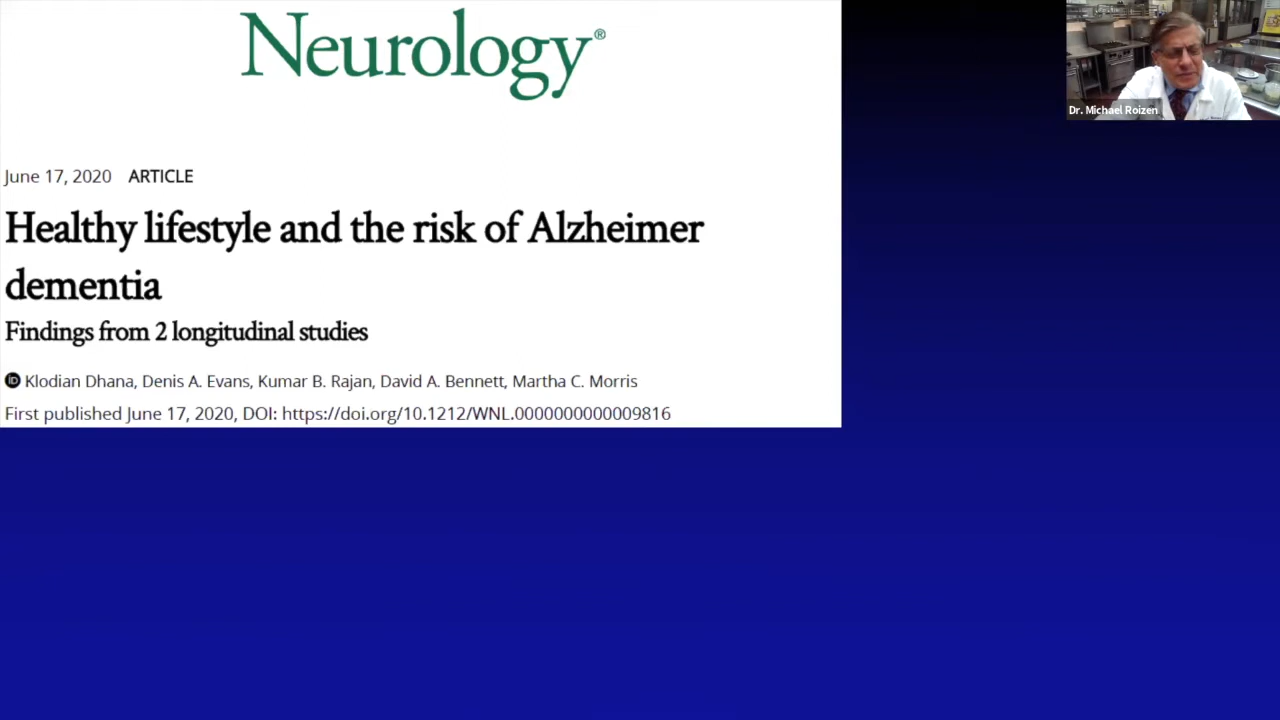 Neurology®
Dr. Michael Roizen
June 17, 2020 ARTICLE
Healthy lifestyle and the risk of Alzheimer
dementia
Findings from 2 longitudinal studies
iD Klodian Dhana, Denis A. Evans, Kumar B. Rajan, David A. Bennett, Martha C. Morris
First published June 17, 2020, DOI: https://doi.org/10.1212/WNL.0000000000009816